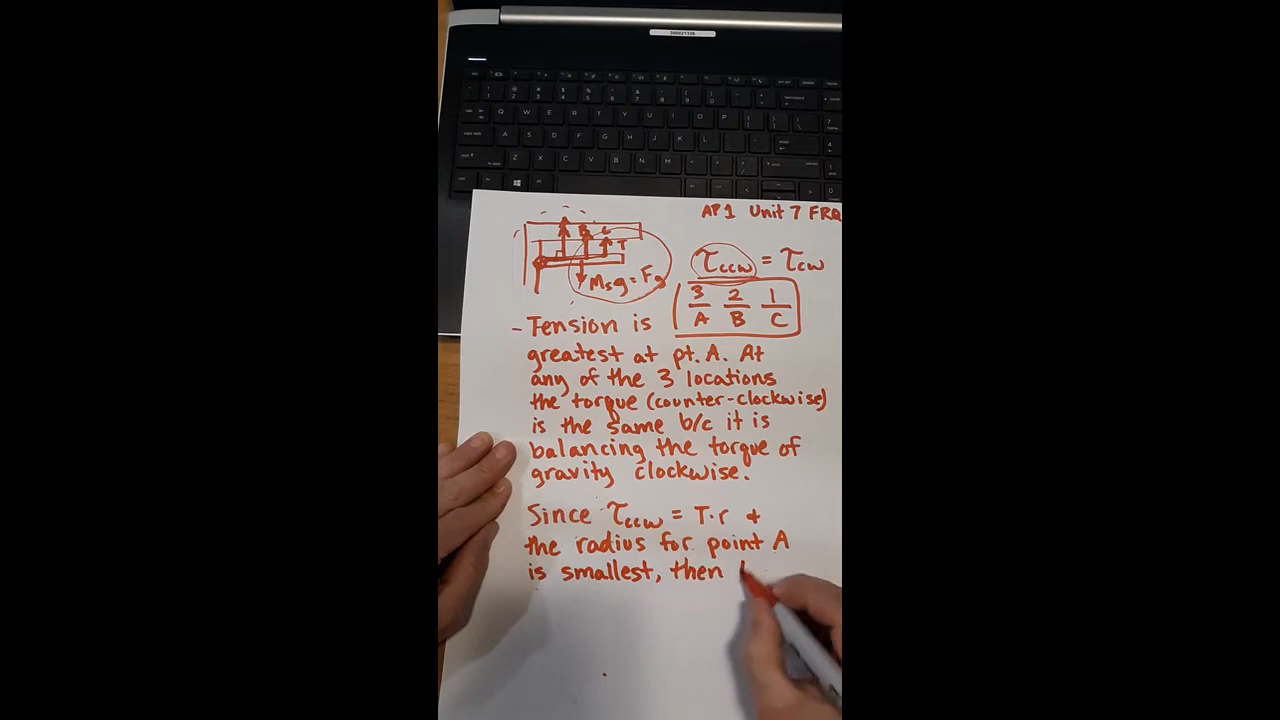 AP 1 Unit 7 FRQ
B C
T
Msg = Fg
τccw = τcw
3 2 1
A B C
- Tension is
greatest at pt. A. At
any of the 3 locations
the torque (counter-clockwise)
is the same b/c it is
balancing the torque of
gravity clockwise.
Since τccw = T·r &
the radius for point A
is smallest, then